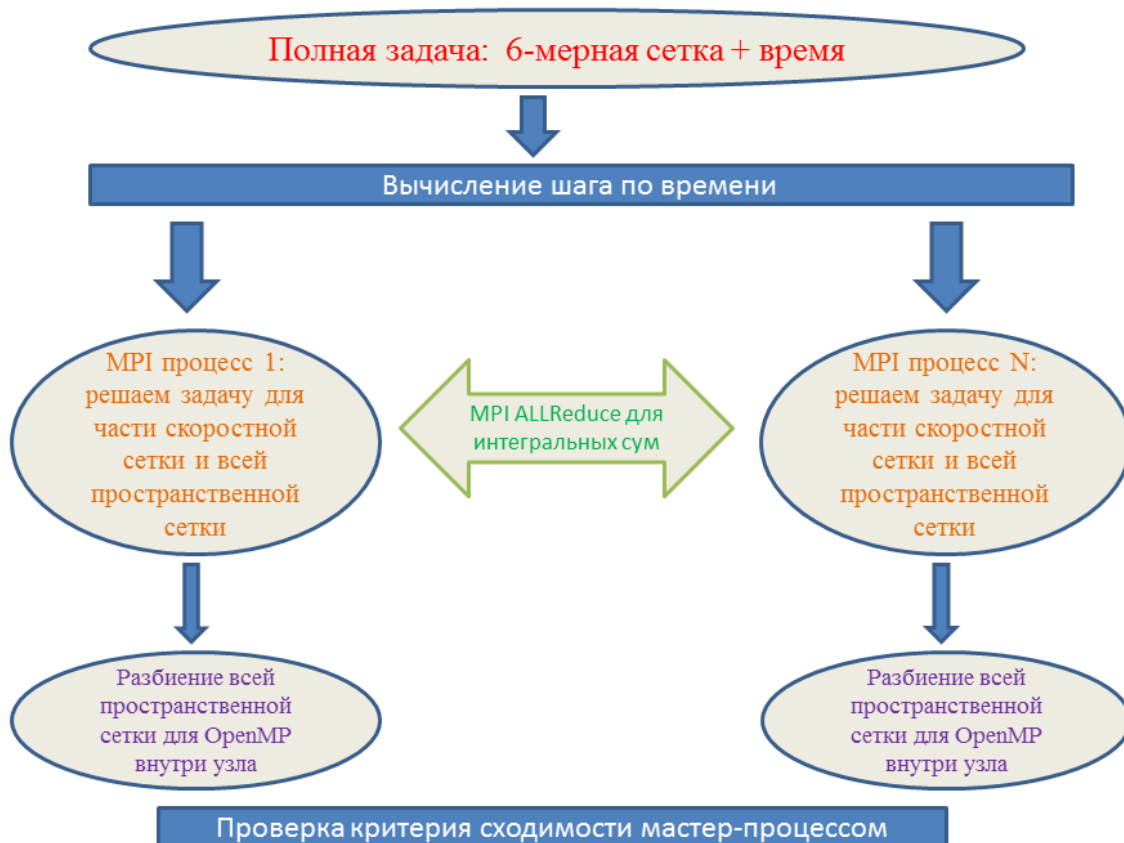 Полная задача: 6-мерная сетка + время
Вычисление шага по времени
MPI процесс 1:
решаем задачу для
части скоростной
сетки и всей
пространственной
сетки
MPI ALLReduce для
интегральных сум
MPI процесс N:
решаем задачу для
части скоростной
сетки и всей
пространственной
сетки
Разбиение всей
пространственной
сетки для OpenMP
внутри узла
Разбиение всей
пространственной
сетки для OpenMP
внутри узла
Проверка критерия сходимости мастер-процессом